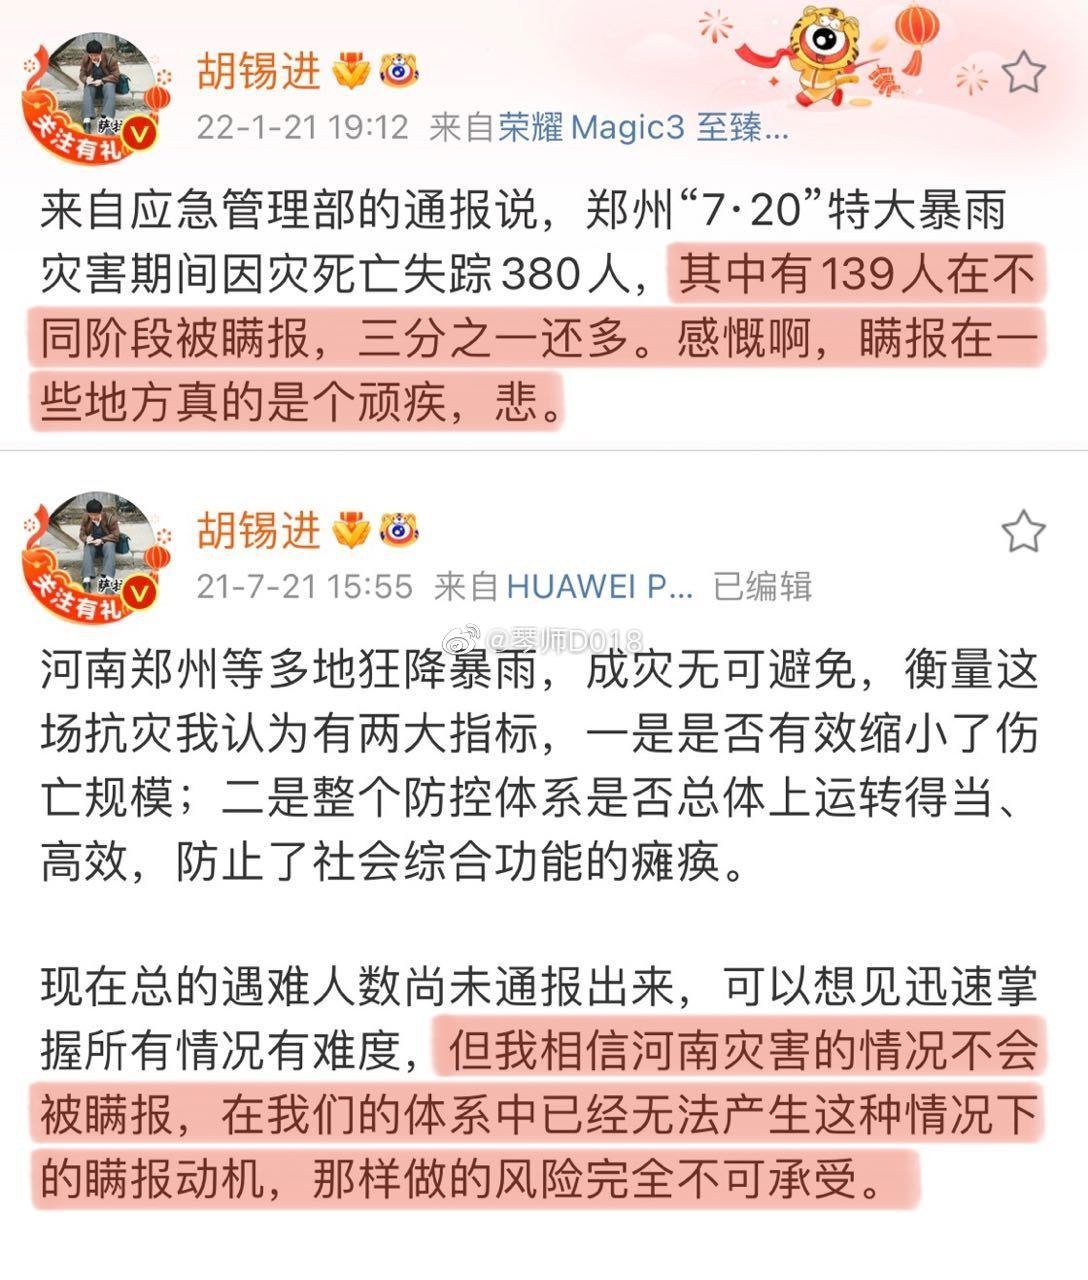 胡锡进
22-1-21 19:12 来自荣耀Magic3 至臻...
关注有礼
来自应急管理部的通报说，郑州“7·20”特大暴雨
灾害期间因灾死亡失踪380人，其中有139人在不
同阶段被瞒报，三分之一还多。感慨啊，瞒报在一
些地方真的是个顽疾，悲。
胡锡进
21-7-21 15:55 来自HUAWEI P... 已编辑
关注有礼
@琴师D018
河南郑州等多地狂降暴雨，成灾无可避免，衡量这
场抗灾我认为有两大指标，一是是否有效缩小了伤
亡规模；二是整个防控体系是否总体上运转得当、
高效，防止了社会综合功能的瘫痪。
现在总的遇难人数尚未通报出来，可以想见迅速掌
握所有情况有难度，但我相信河南灾害的情况不会
被瞒报，在我们的体系中已经无法产生这种情况下
的瞒报动机，那样做的风险完全不可承受。